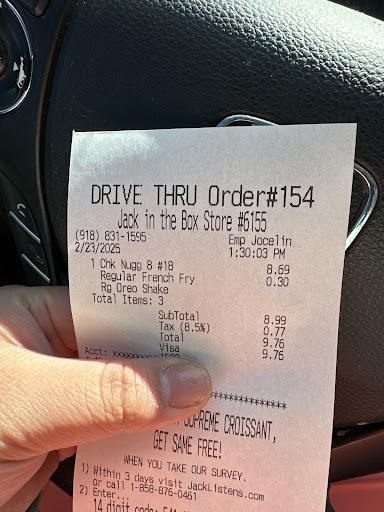 DRIVE THRU Order#154
Jack in the Box Store #6155
(918) 831-1595 Emp Jocelin
2/23/2025 1:30:03 PM
1 Chk Nugg 8 #18 8.69
Regular French Fry 0.30
Rg Oreo Shake
Total Items: 3
SubTotal 8.99
Tax (8.5%) 0.77
Total 9.76
Visa 9.76
Acct:
SUPREME CROISSANT,
GET SAME FREE!
WHEN YOU TAKE OUR SURVEY.
1) Within 3 days visit JackListens.com
or call 1-858-876-0461
2) Enter...
14 digit code: